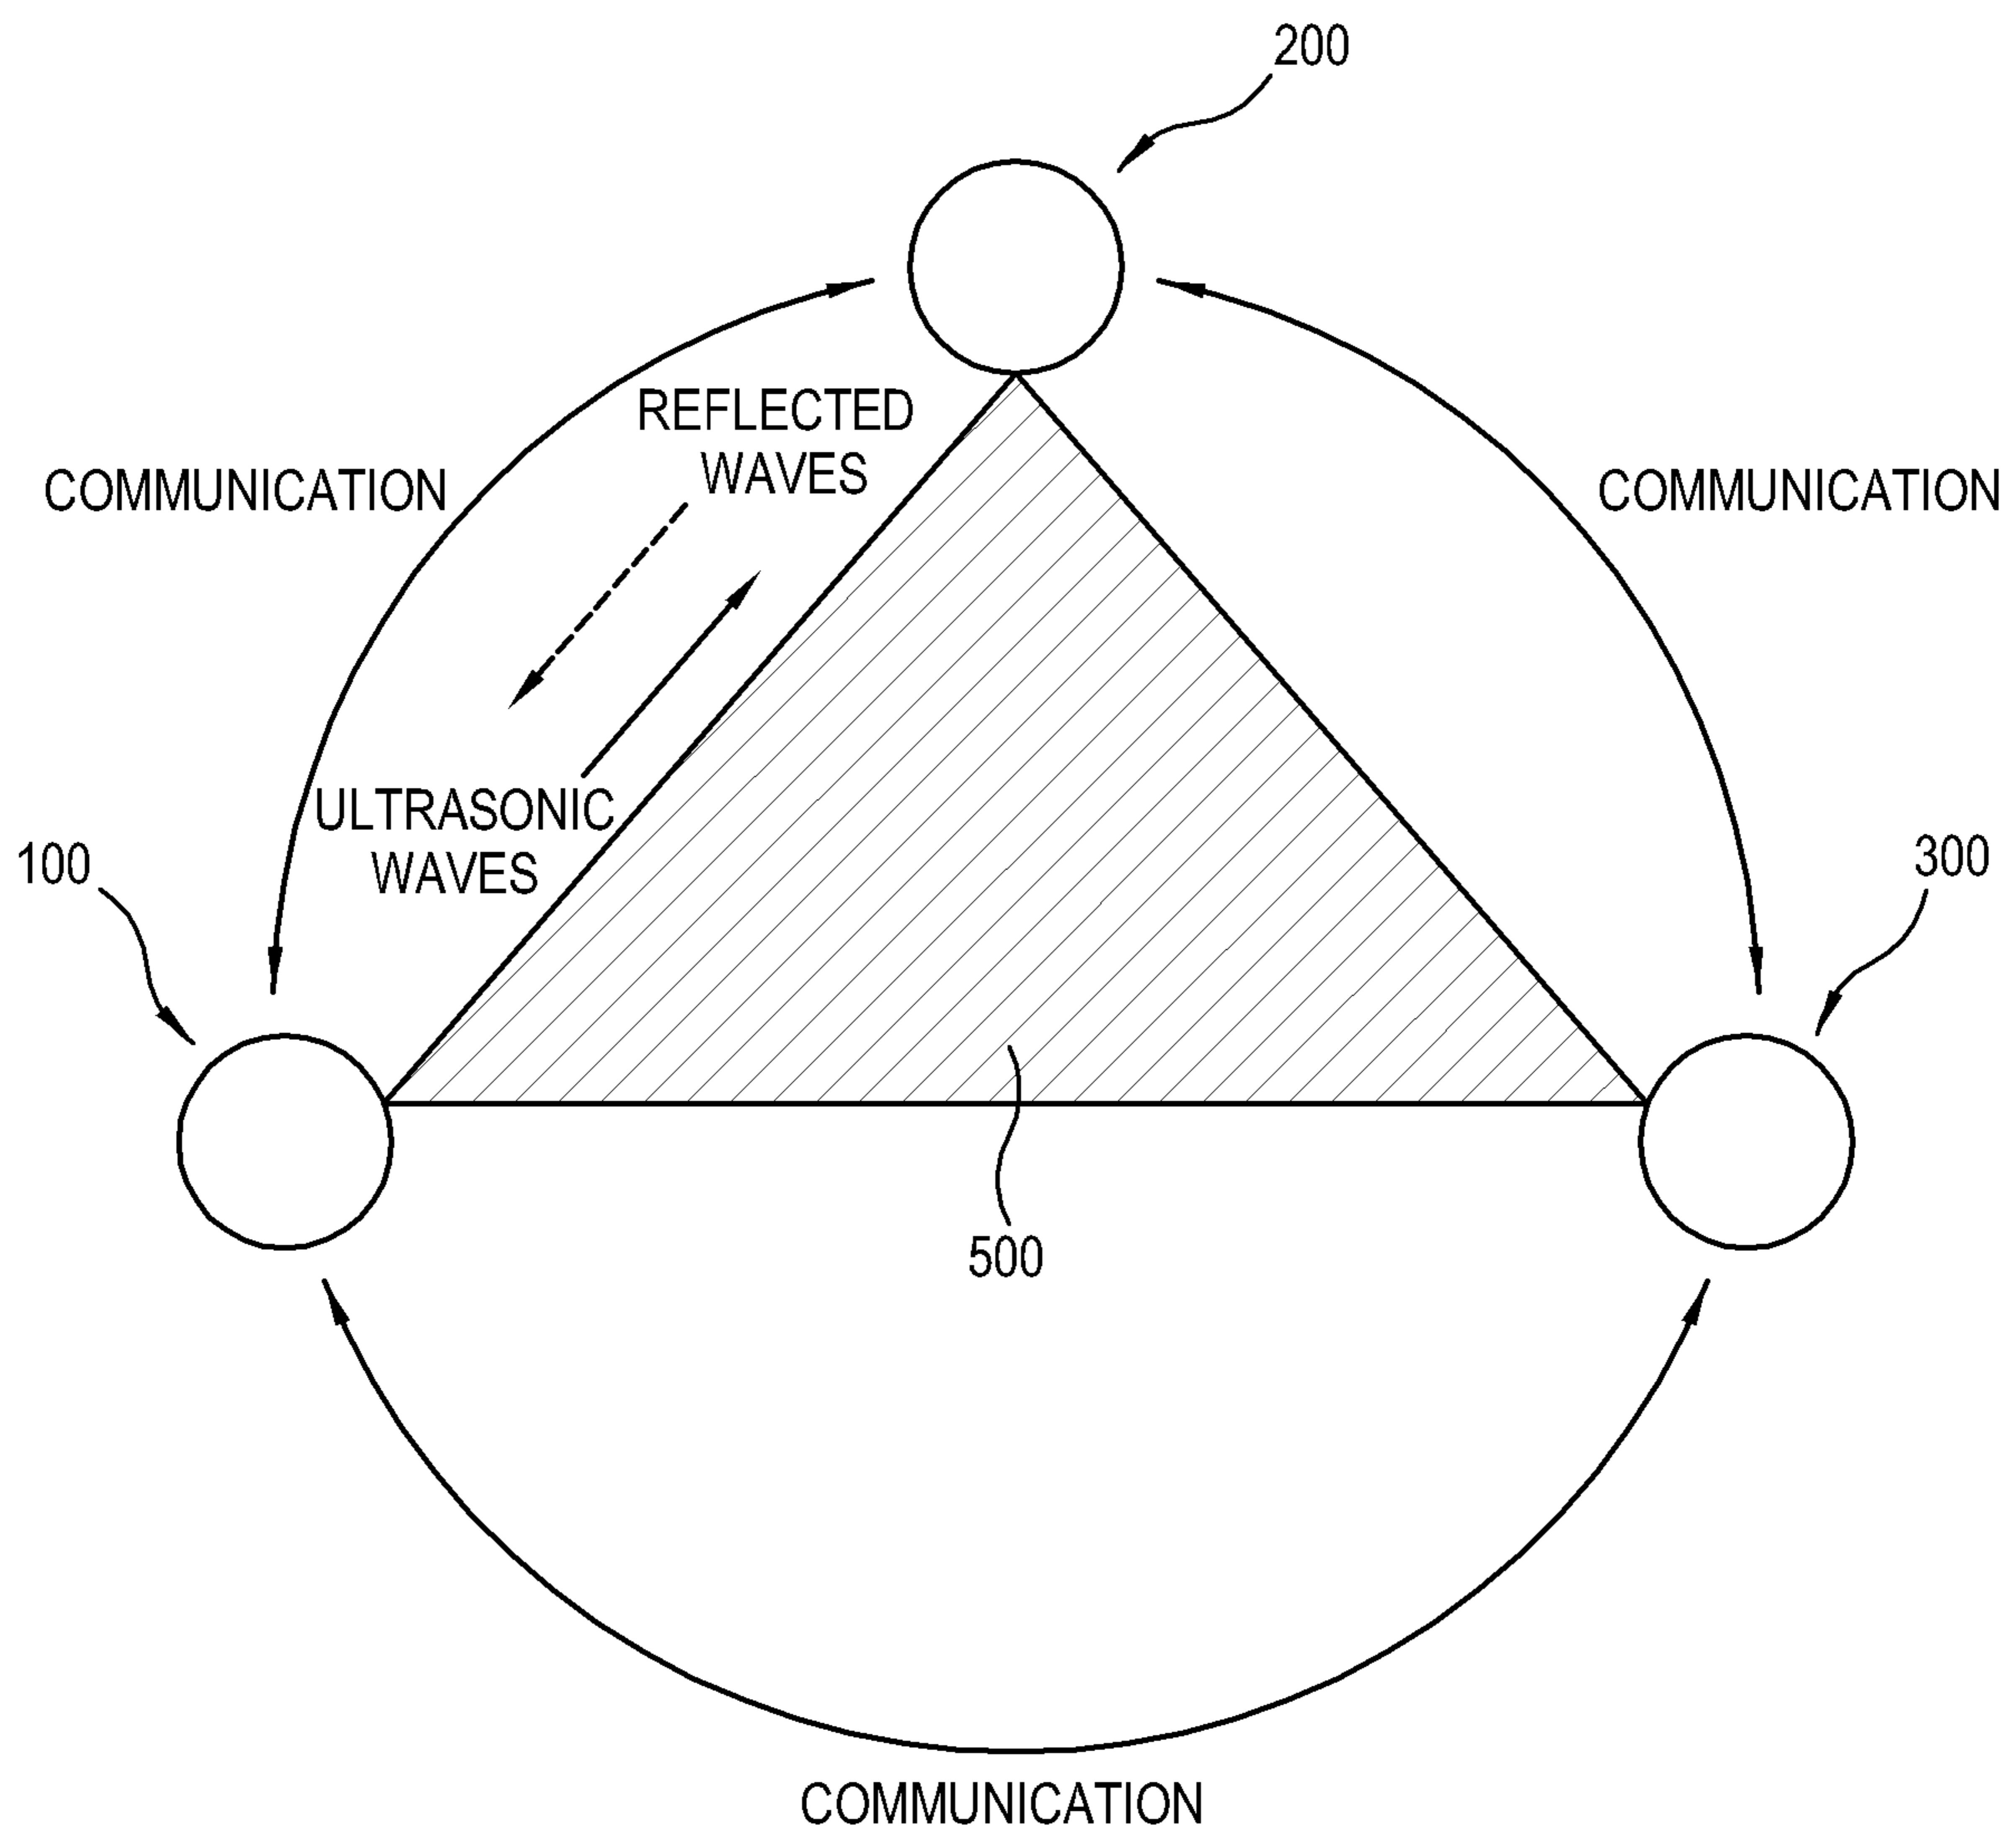 200
REFLECTED
WAVES
COMMUNICATION
COMMUNICATION
ULTRASONIC
WAVES
100
300
500
COMMUNICATION